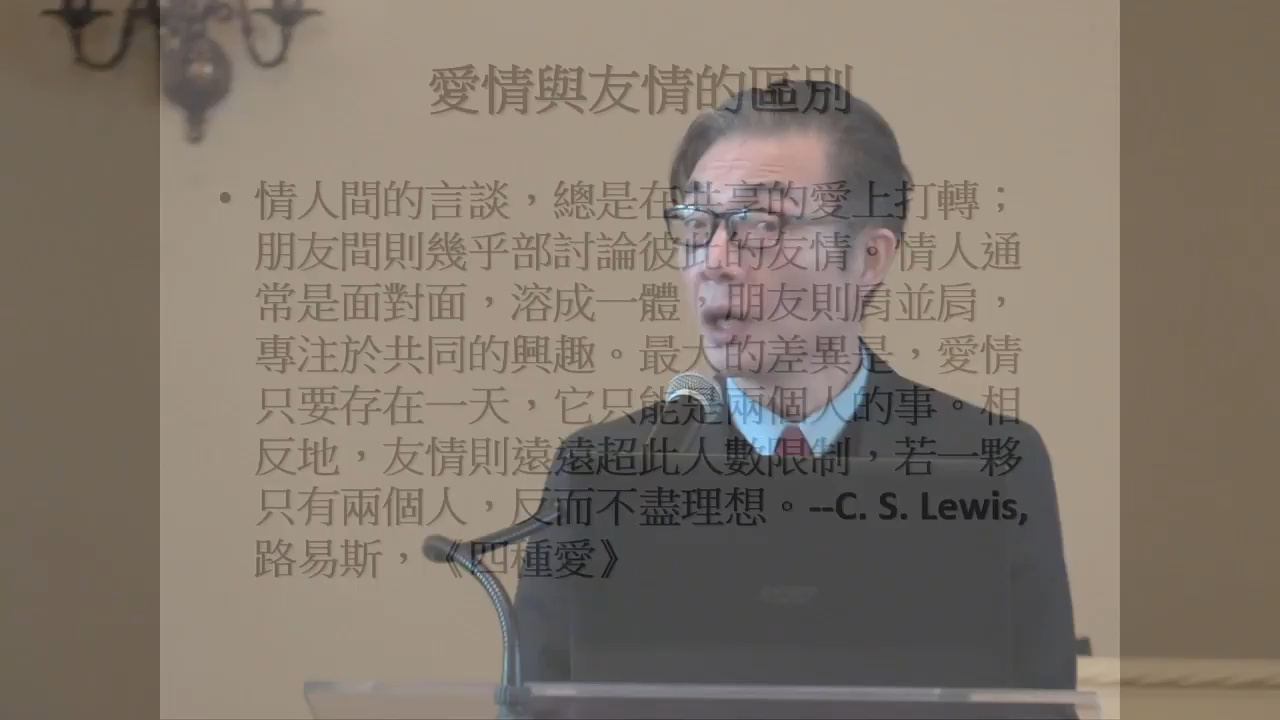 愛情與友情的區別
• 情人間的言談，總是在共享的愛上打轉；
朋友間則幾乎部討論彼此的友情。情人通
常是面對面，溶成一體，朋友則肩並肩，
專注於共同的興趣。最大的差異是，愛情
只要存在一天，它只能是兩個人的事。相
反地，友情則遠遠超此人數限制，若一夥
只有兩個人，反而不盡理想。--C. S. Lewis,
路易斯，《四種愛》